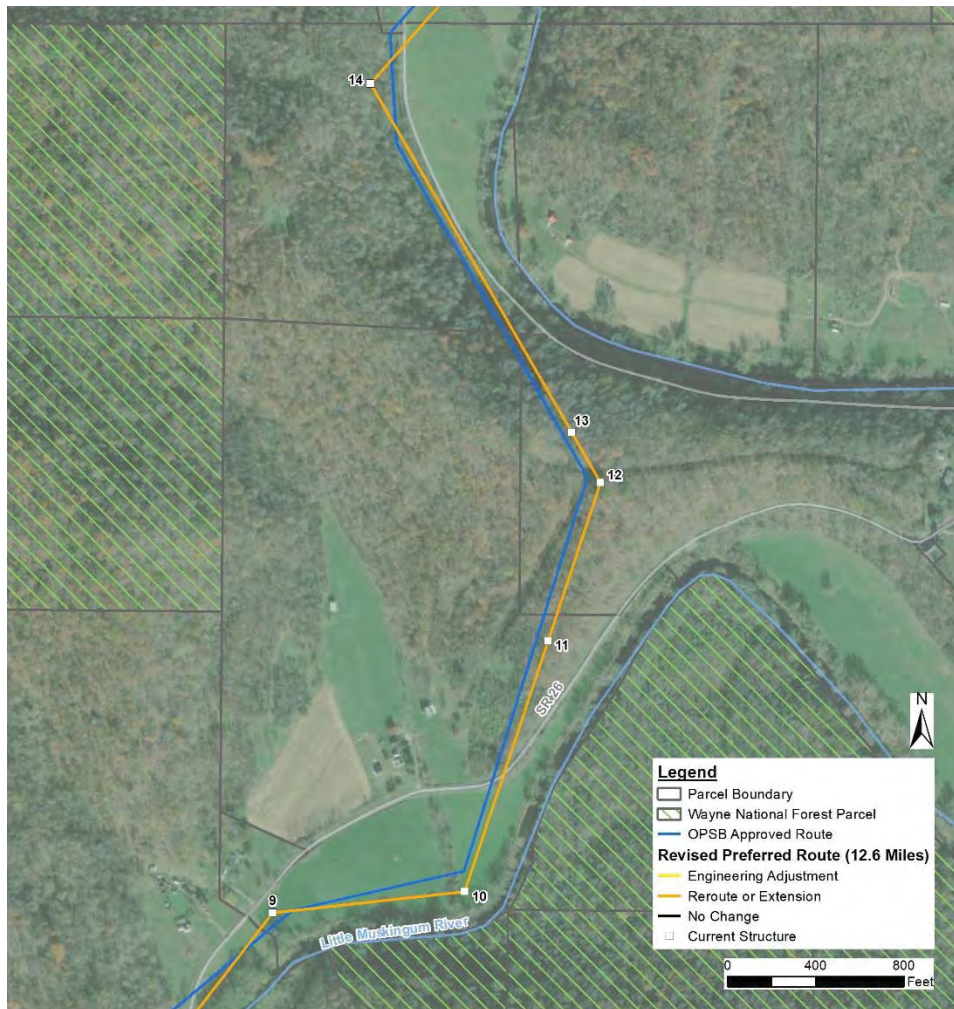 14
13
12
11
SR 26
9
10
Little Muskingum River
N
Legend
Parcel Boundary
Wayne National Forest Parcel
OPSB Approved Route
Revised Preferred Route (12.6 Miles)
Engineering Adjustment
Reroute or Extension
No Change
Current Structure
0 400 800
Feet